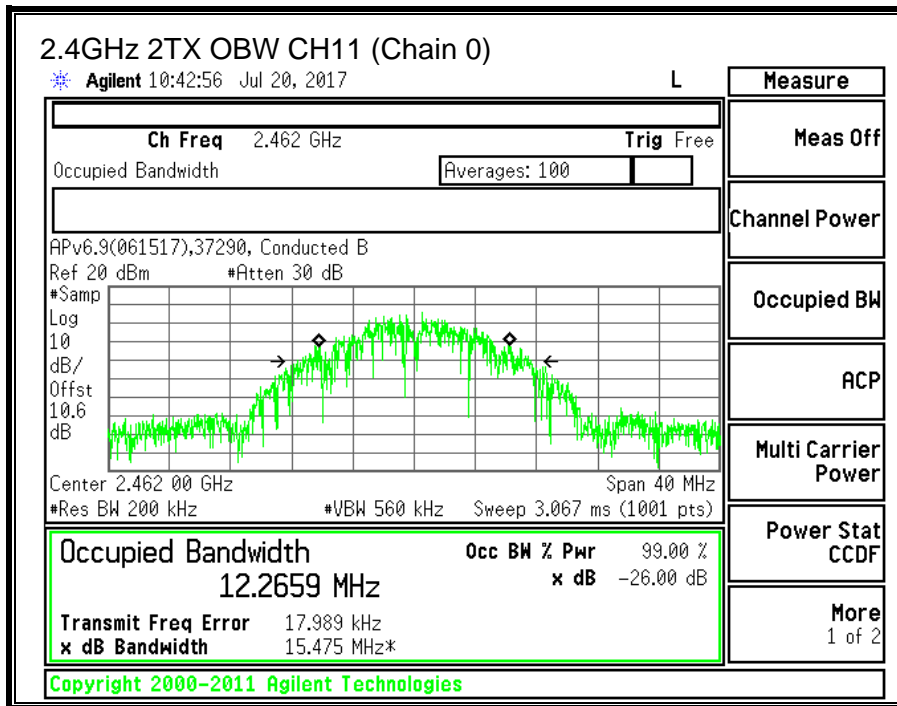 2.4GHz 2TX OBW CH11 (Chain 0)
Agilent 10:42:56 Jul 20, 2017 L
Measure
Ch Freq 2.462 GHz Trig Free
Occupied Bandwidth Averages: 100
APv6.9(061517),37290, Conducted B
Ref 20 dBm #Atten 30 dB
#Samp
Log
10
dB/
Offst
10.6
dB
Center 2.462 00 GHz Span 40 MHz
#Res BW 200 kHz #VBW 560 kHz Sweep 3.067 ms (1001 pts)
Occupied Bandwidth Occ BW % Pwr 99.00 %
12.2659 MHz x dB -26.00 dB
Transmit Freq Error 17.989 kHz
x dB Bandwidth 15.475 MHz*
Copyright 2000-2011 Agilent Technologies
Meas Off
Channel Power
Occupied BW
ACP
Multi Carrier
Power
Power Stat
CCDF
More
1 of 2